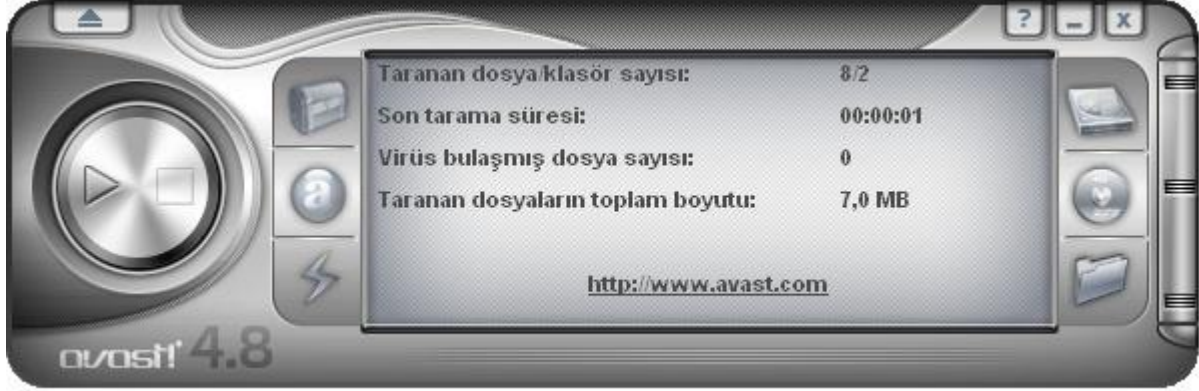 ? _ x
Taranan dosya/klasör sayısı: 8/2
Son tarama süresi: 00:00:01
Virüs bulaşmış dosya sayısı: 0
Taranan dosyaların toplam boyutu: 7,0 MB
a
http://www.avast.com
avast! 4.8